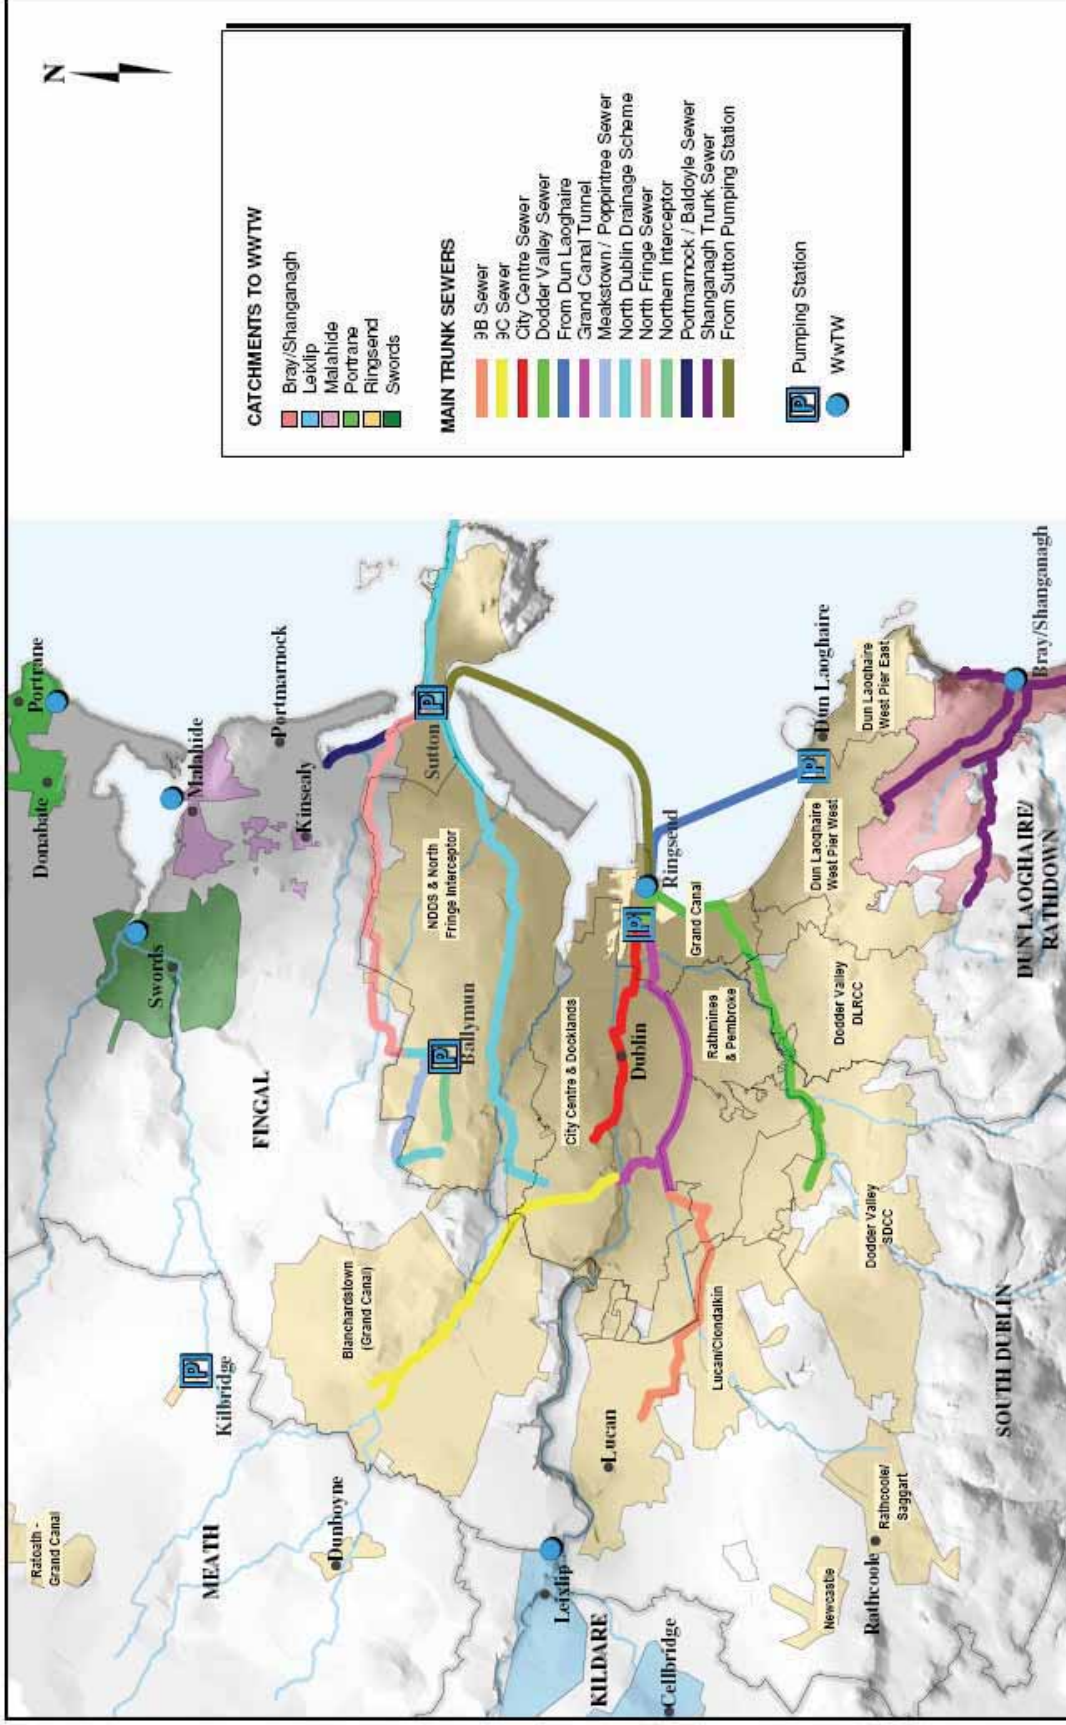 N
CATCHMENTS TO WWTW
Bray/Shanganagh
Leixlip
Malahide
Portrane
Ringsend
Swords
MAIN TRUNK SEWERS
9B Sewer
9C Sewer
City Centre Sewer
Dodder Valley Sewer
From Dun Laoghaire
Grand Canal Tunnel
Meakstown / Poppintree Sewer
North Dublin Drainage Scheme
North Fringe Sewer
Northern Interceptor
Portmarnock / Baldoyle Sewer
Shanganagh Trunk Sewer
From Sutton Pumping Station
P
Pumping Station
WwTW
Ratoath -
Grand Canal
MEATH
Dunboyne
P
Kilbridge
Blanchardstown
(Grand Canal)
FINGAL
Donabate
Portrane
Swords
Malahide
Portmarnock
Kinsealy
P
Sutton
NDDS & North
Fringe Interceptor
P
Ballymun
City Centre & Docklands
Dublin
P
Ringsend
Grand Canal
Rathmines
& Pembroke
P
Dun Laoghaire
Dun Laoghaire
West Pier East
Dun Laoghaire
West Pier West
Dodder Valley
DLRCC
Dodder Valley
SDCC
Lucan/Clondalkin
Lucan
Leixlip
KILDARE
Cellbridge
Newcastle
Rathcoole
Rathcoole/
Saggart
SOUTH DUBLIN
DUN LAOGHAIRE/
RATHDOWN
Bray/Shanganagh